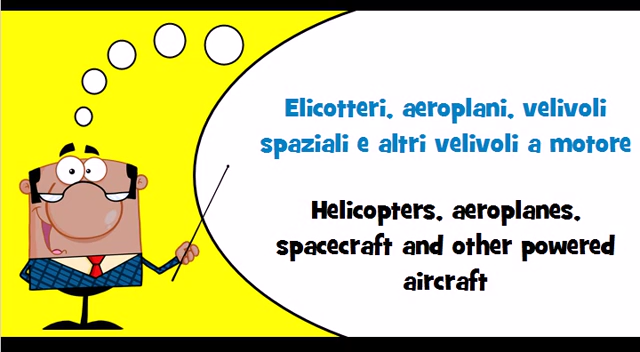 Elicotteri, aeroplani, velivoli
spaziali e altri velivoli a motore
Helicopters, aeroplanes,
spacecraft and other powered
aircraft